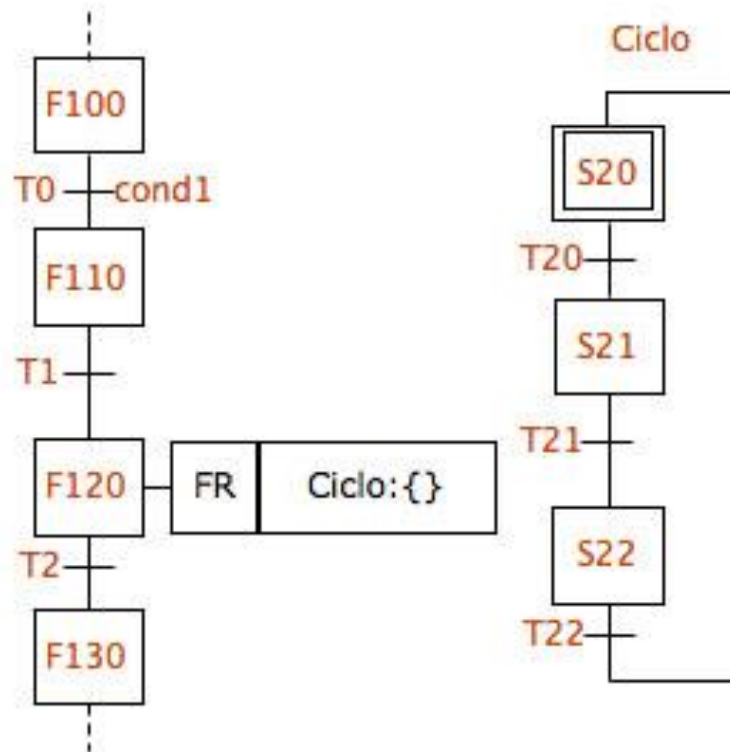 F100
T0 cond1
F110
T1
F120 FR Ciclo:{}
T2
F130
Ciclo
S20
T20
S21
T21
S22
T22